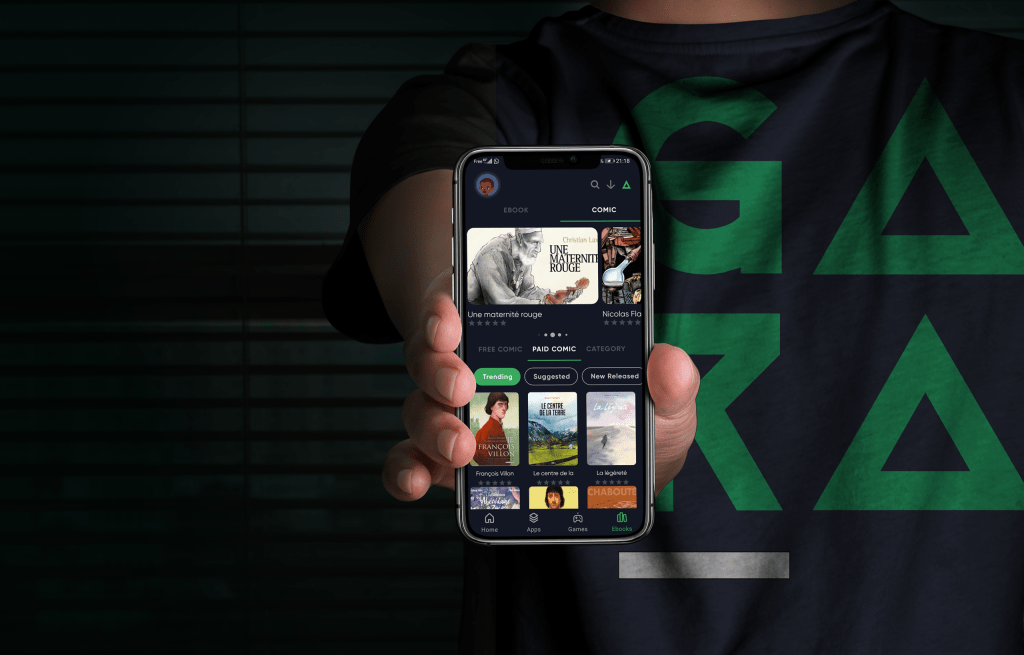 GA
KA
Free 21:18
EBOOK COMIC
Christian Lax
UNE
MATERNITÉ
ROUGE
Une maternité rouge Nicolas Fla
FREE COMIC PAID COMIC CATEGORY
Trending Suggested New Released
FRANÇOIS
VILLON
LE CENTRE
DE LA TERRE
La légèreté
François Villon Le centre de la La légèreté
CHABOUTÉ
Home Apps Games Ebooks